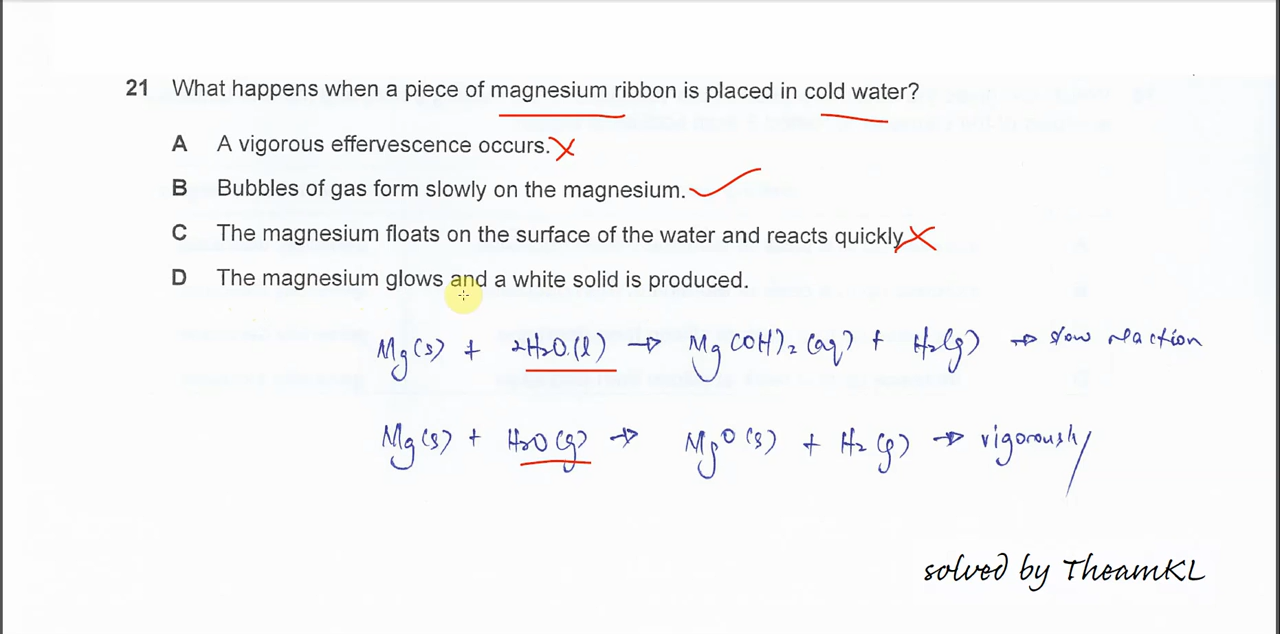 21 What happens when a piece of magnesium ribbon is placed in cold water?
A A vigorous effervescence occurs.
B Bubbles of gas form slowly on the magnesium.
C The magnesium floats on the surface of the water and reacts quickly.
D The magnesium glows and a white solid is produced.
Mg(s) + 2H2O(l) → Mg(OH)2(aq) + H2(g) → slow reaction
Mg(s) + H2O(g) → MgO(s) + H2(g) → vigorously
solved by TheamKL